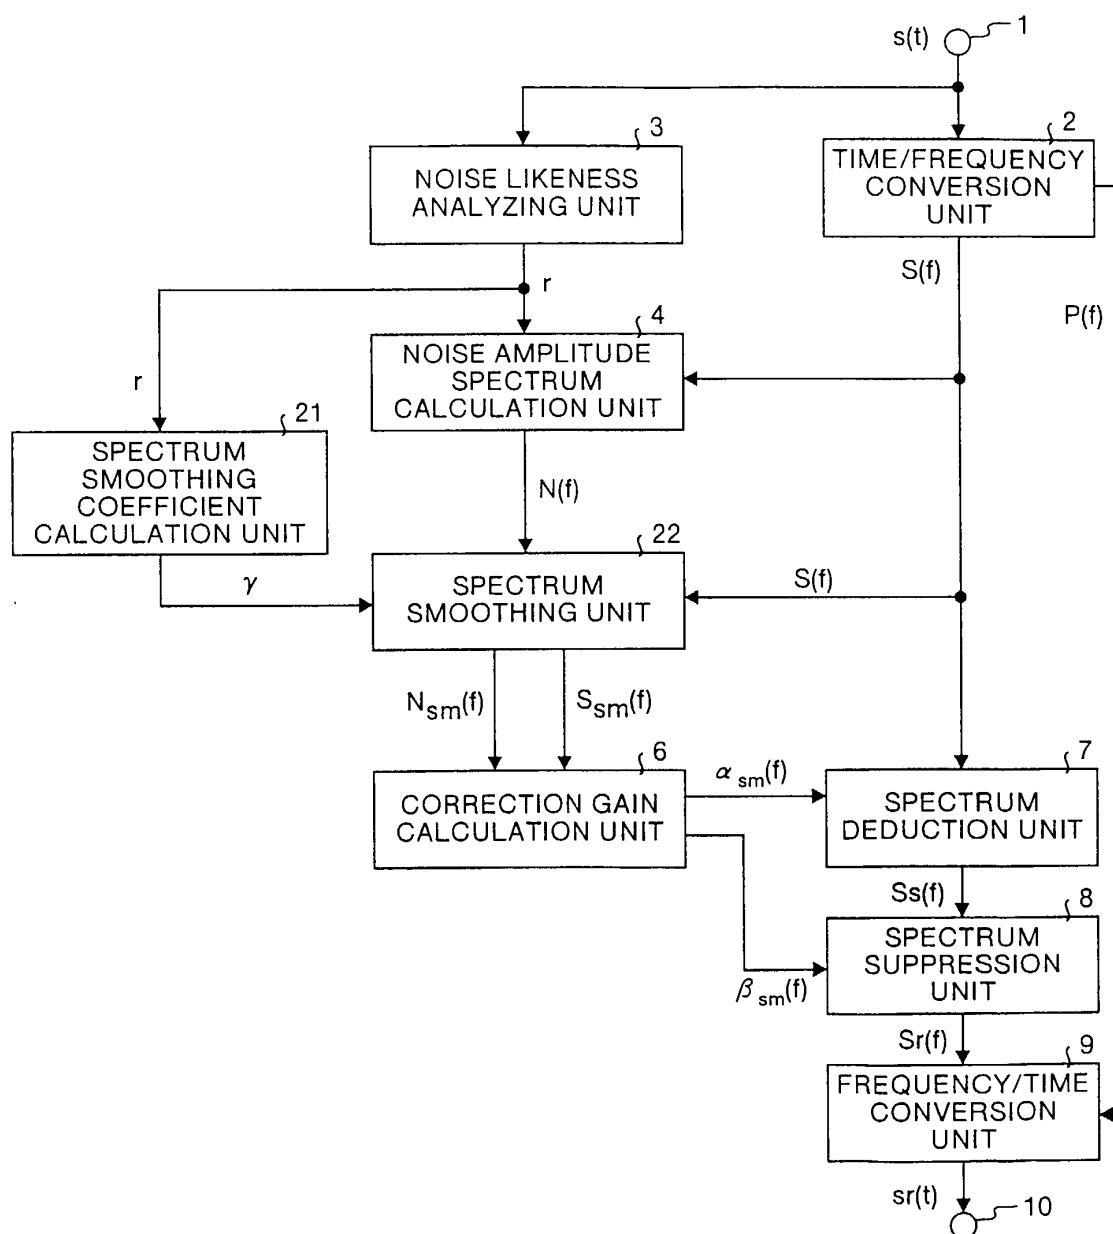 s(t)
1
3
2
NOISE LIKENESS
ANALYZING UNIT
TIME/FREQUENCY
CONVERSION
UNIT
S(f)
P(f)
r
4
NOISE AMPLITUDE
SPECTRUM
CALCULATION UNIT
r
21
SPECTRUM
SMOOTHING
COEFFICIENT
CALCULATION UNIT
N(f)
22
γ
SPECTRUM
SMOOTHING UNIT
S(f)
Nsm(f)
Ssm(f)
6
CORRECTION GAIN
CALCULATION UNIT
αsm(f)
7
SPECTRUM
DEDUCTION UNIT
Ss(f)
8
SPECTRUM
SUPPRESSION
UNIT
βsm(f)
Sr(f)
9
FREQUENCY/TIME
CONVERSION
UNIT
sr(t)
10